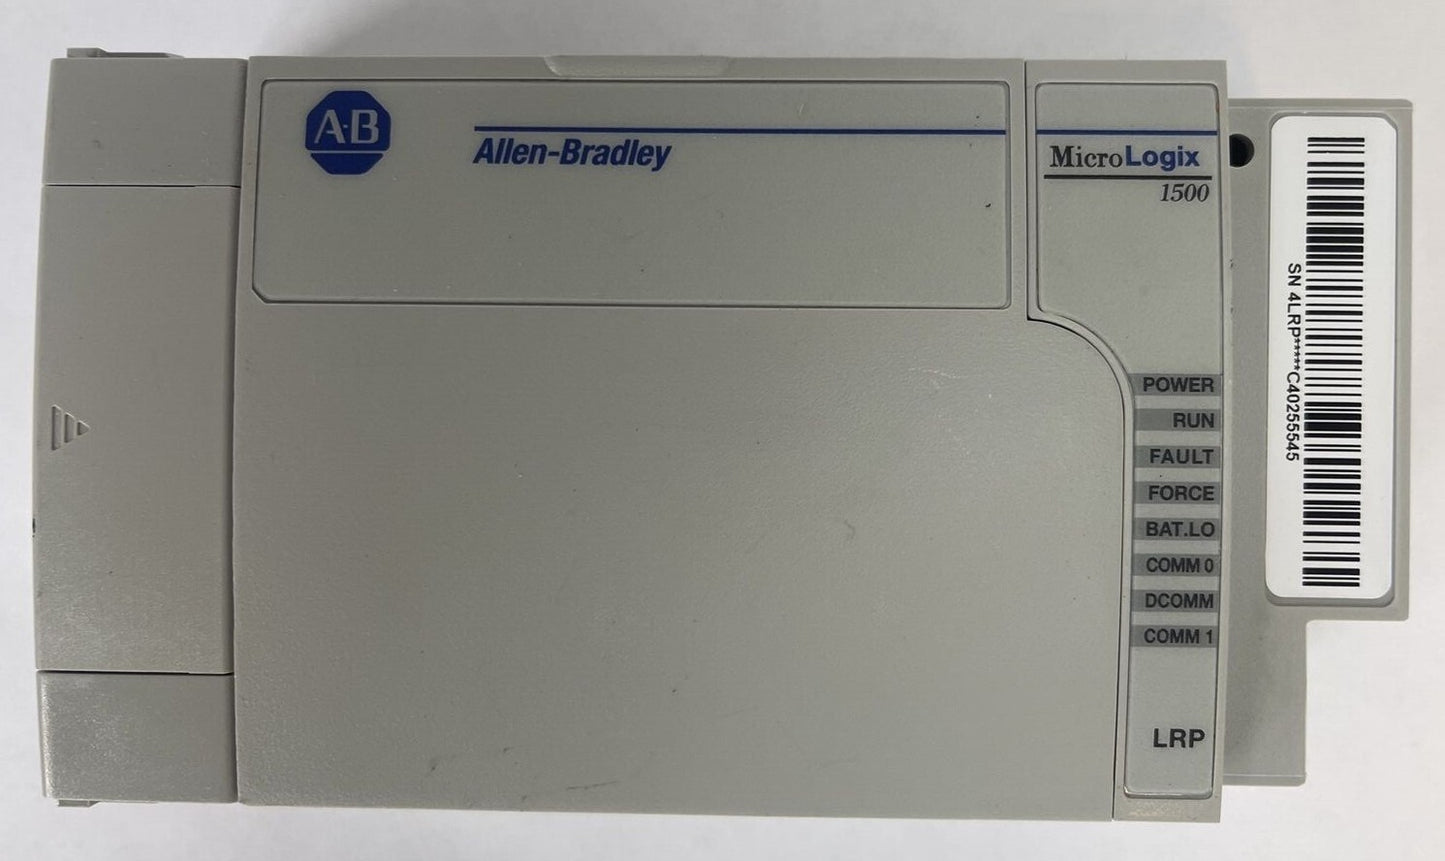 A·B
Allen-Bradley
MicroLogix
1500
POWER
RUN
FAULT
FORCE
BAT.LO
COMM 0
DCOMM
COMM 1
LRP
SN 4LRP*****C40255545